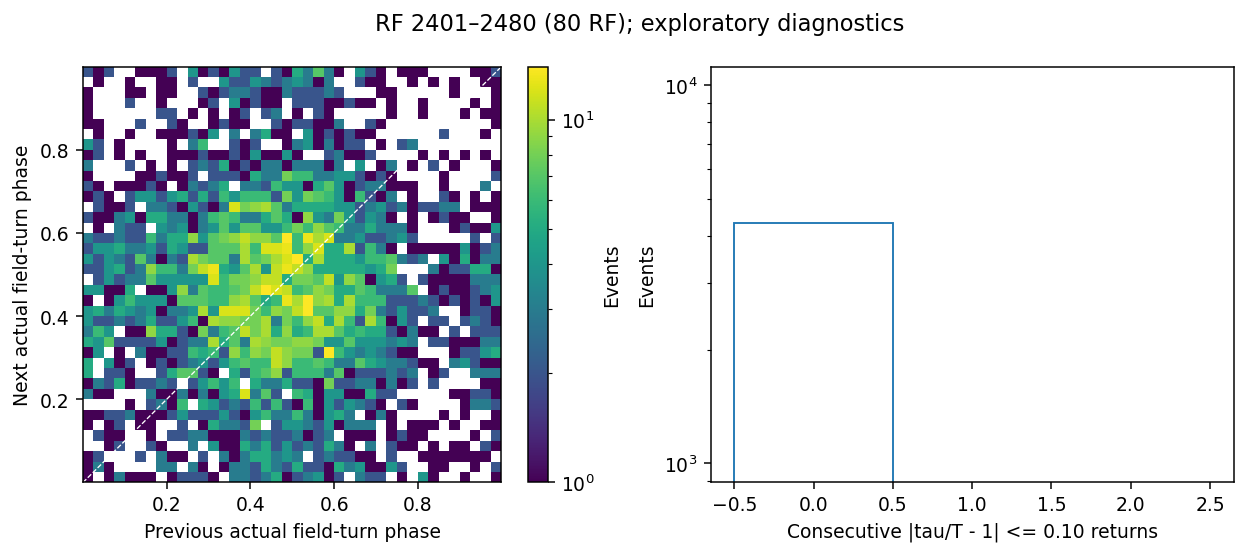 RF 2401–2480 (80 RF); exploratory diagnostics
Next actual field-turn phase
0.8
0.6
0.4
0.2
0.2 0.4 0.6 0.8
Previous actual field-turn phase
10¹
10⁰
Events
Events
10⁴
10³
−0.5 0.0 0.5 1.0 1.5 2.0 2.5
Consecutive |tau/T - 1| <= 0.10 returns